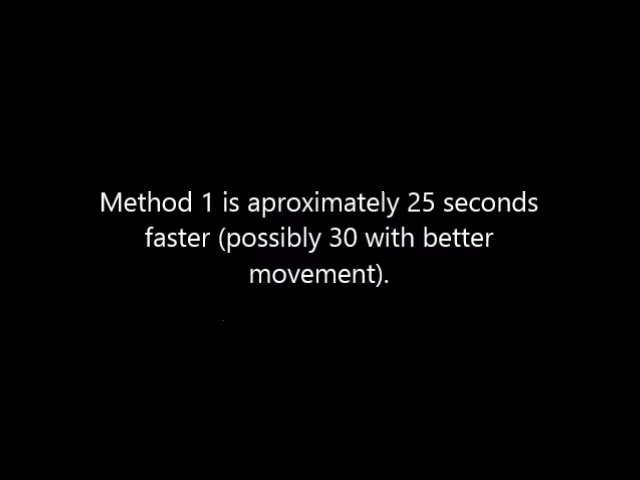 Method 1 is aproximately 25 seconds
faster (possibly 30 with better
movement).